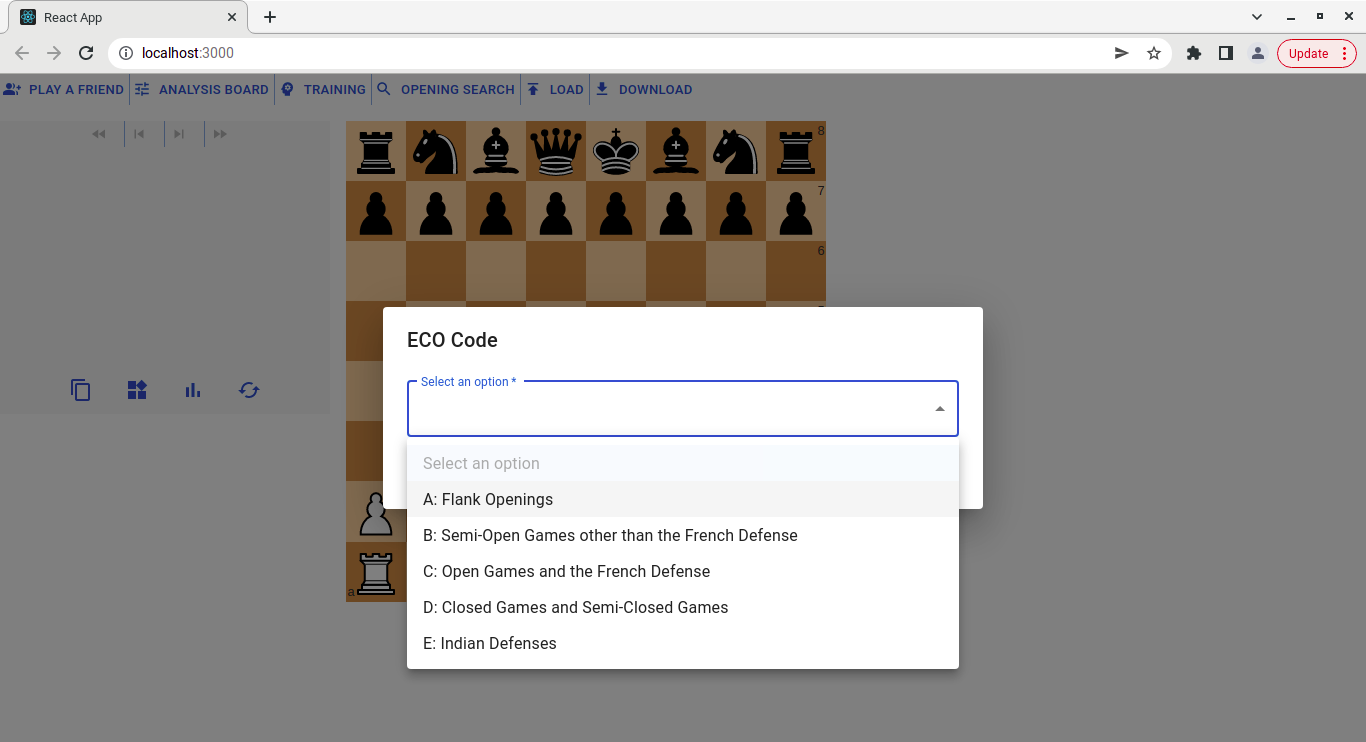 React App
localhost:3000
Update
PLAY A FRIEND
ANALYSIS BOARD
TRAINING
OPENING SEARCH
LOAD
DOWNLOAD
8
7
6
ECO Code
Select an option *
Select an option
A: Flank Openings
B: Semi-Open Games other than the French Defense
C: Open Games and the French Defense
D: Closed Games and Semi-Closed Games
E: Indian Defenses
a